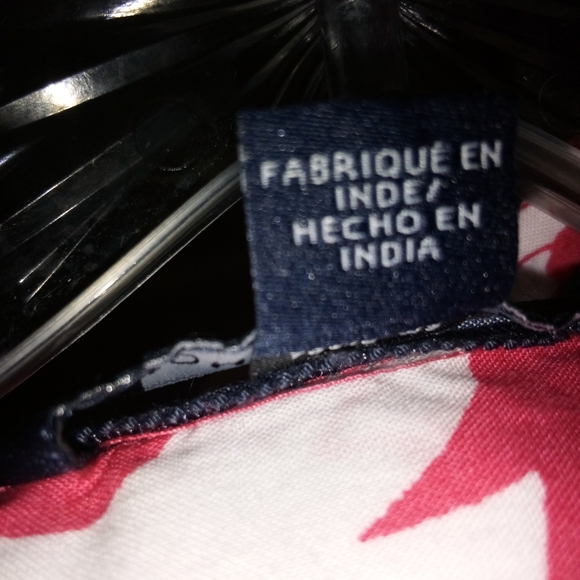 FABRIQUÉ EN
INDE/
HECHO EN
INDIA